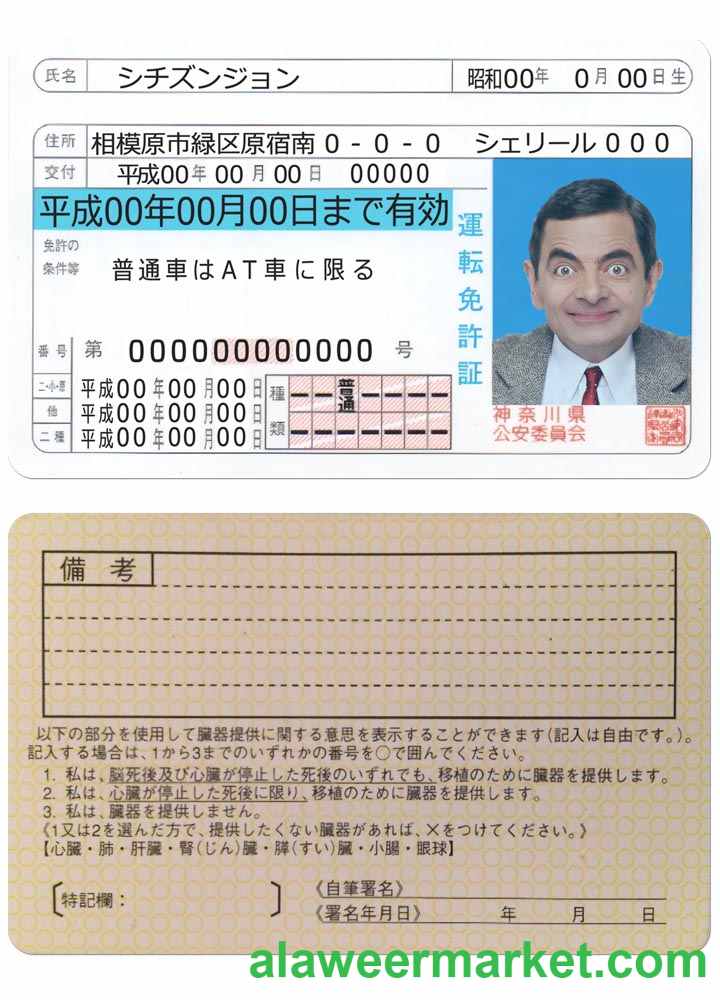 氏名 シチズンジョン 昭和00年 0月00日生
住所 相模原市緑区原宿南0-0-0 シェリール000
交付 平成00年00月00日 00000
平成00年00月00日まで有効
運転免許証
免許の
条件等 普通車はAT車に限る
番号 第 000000000000 号
二・小・原 平成00年00月00日
他 平成00年00月00日
二種 平成00年00月00日
種類 普通
神奈川県
公安委員会
備考
以下の部分を使用して臓器提供に関する意思を表示することができます(記入は自由です。)。
記入する場合は、1から3までのいずれかの番号を○で囲んでください。
1. 私は、脳死後及び心臓が停止した死後のいずれでも、移植のために臓器を提供します。
2. 私は、心臓が停止した死後に限り、移植のために臓器を提供します。
3. 私は、臓器を提供しません。
《1又は2を選んだ方で、提供したくない臓器があれば、×をつけてください。》
【心臓・肺・肝臓・腎(じん)臓・膵(すい)臓・小腸・眼球】
〔特記欄: 〕
《自筆署名》
《署名年月日》 年 月 日
alaweermarket.com